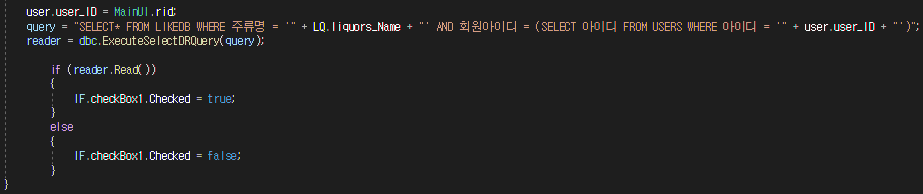 user.user_ID = MainUI.rid;
query = "SELECT* FROM LIKEDB WHERE 주류명 = '" + LQ.liquors_Name + "' AND 회원아이디 = (SELECT 아이디 FROM USERS WHERE 아이디 = '" + user.user_ID + "')";
reader = dbc.ExecuteSelectDRQuery(query);
if (reader.Read())
{
IF.checkBox1.Checked = true;
}
else
{
IF.checkBox1.Checked = false;
}
}